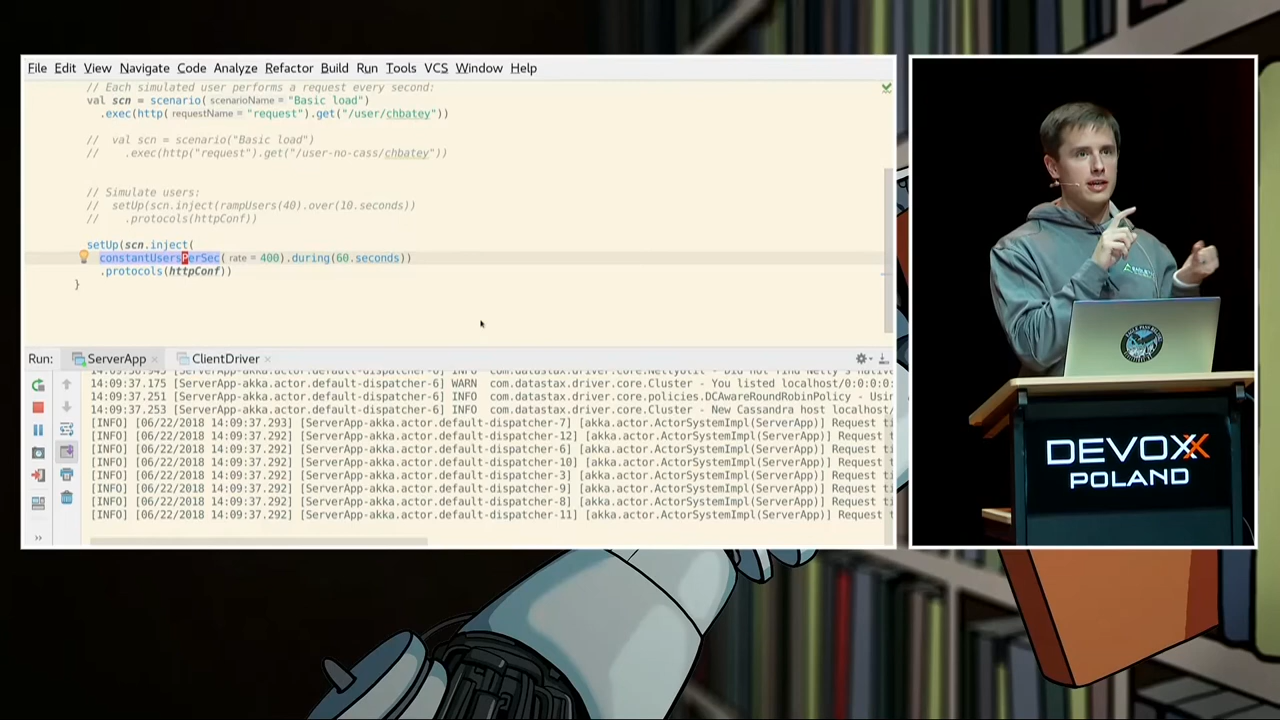 File Edit View Navigate Code Analyze Refactor Build Run Tools VCS Window Help
// Each simulated user performs a request every second:
val scn = scenario( scenarioName = "Basic load")
.exec(http( requestName = "request").get("/user/chbatey"))
// val scn = scenario("Basic load")
// .exec(http("request").get("/user-no-cass/chbatey"))
// Simulate users:
// setUp(scn.inject(rampUsers(40).over(10.seconds))
// .protocols(httpConf))
setUp(scn.inject(
constantUsersPerSec( rate = 400).during(60.seconds))
.protocols(httpConf))
}
Run: ServerApp ClientDriver
14:09:37.175 [ServerApp-akka.actor.default-dispatcher-6] WARN com.datastax.driver.core.Cluster - You listed localhost/0:0:0:0:
14:09:37.251 [ServerApp-akka.actor.default-dispatcher-6] INFO com.datastax.driver.core.policies.DCAwareRoundRobinPolicy - Usin
14:09:37.253 [ServerApp-akka.actor.default-dispatcher-6] INFO com.datastax.driver.core.Cluster - New Cassandra host localhost/
[INFO] [06/22/2018 14:09:37.293] [ServerApp-akka.actor.default-dispatcher-7] [akka.actor.ActorSystemImpl(ServerApp)] Request t
[INFO] [06/22/2018 14:09:37.292] [ServerApp-akka.actor.default-dispatcher-12] [akka.actor.ActorSystemImpl(ServerApp)] Request
[INFO] [06/22/2018 14:09:37.292] [ServerApp-akka.actor.default-dispatcher-6] [akka.actor.ActorSystemImpl(ServerApp)] Request t
[INFO] [06/22/2018 14:09:37.292] [ServerApp-akka.actor.default-dispatcher-10] [akka.actor.ActorSystemImpl(ServerApp)] Request
[INFO] [06/22/2018 14:09:37.292] [ServerApp-akka.actor.default-dispatcher-3] [akka.actor.ActorSystemImpl(ServerApp)] Request t
[INFO] [06/22/2018 14:09:37.292] [ServerApp-akka.actor.default-dispatcher-9] [akka.actor.ActorSystemImpl(ServerApp)] Request t
[INFO] [06/22/2018 14:09:37.292] [ServerApp-akka.actor.default-dispatcher-8] [akka.actor.ActorSystemImpl(ServerApp)] Request t
[INFO] [06/22/2018 14:09:37.292] [ServerApp-akka.actor.default-dispatcher-11] [akka.actor.ActorSystemImpl(ServerApp)] Request
DEVOXX
POLAND